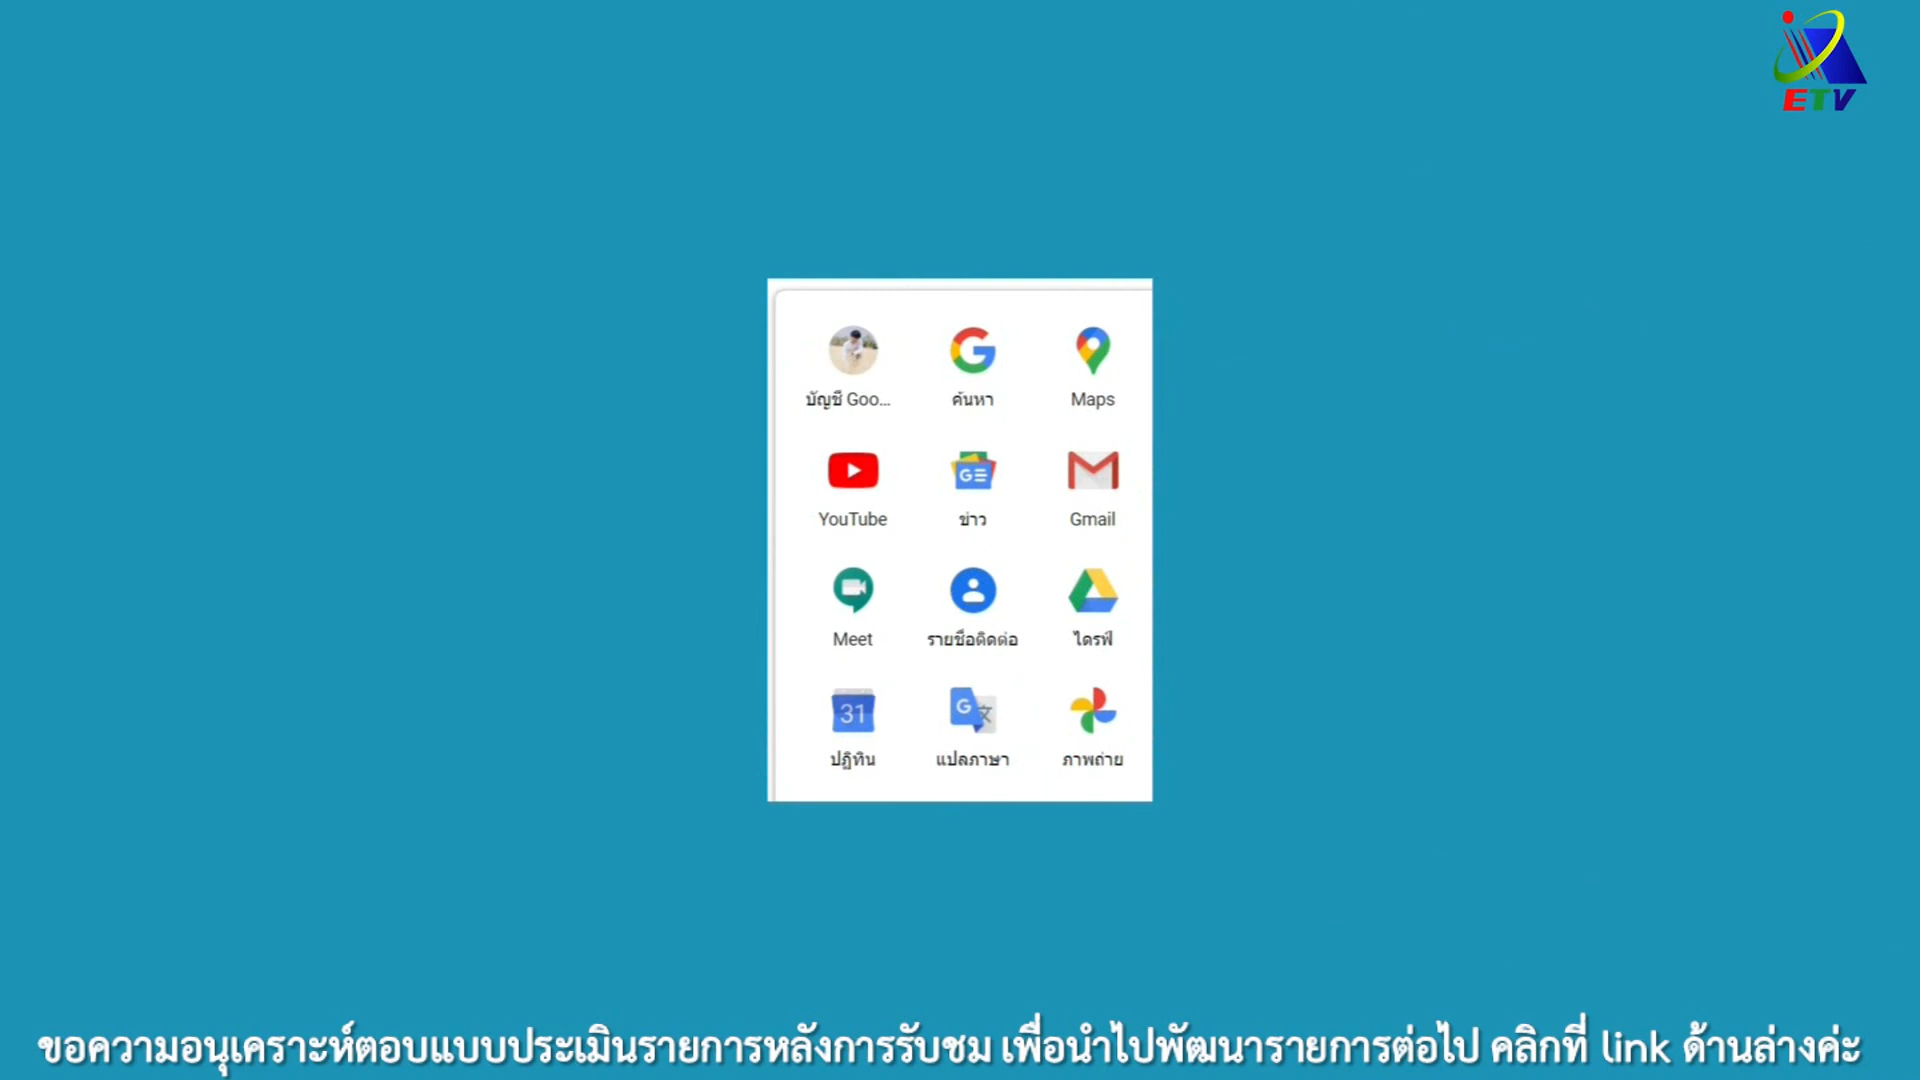 ETV
บัญชี Goo...
ค้นหา
Maps
YouTube
GE
ข่าว
Gmail
Meet
รายชื่อติดต่อ
ไดรฟ์
31
G 文
ปฏิทิน
แปลภาษา
ภาพถ่าย
ขอความอนุเคราะห์ตอบแบบประเมินรายการหลังการรับชม เพื่อนำไปพัฒนารายการต่อไป คลิกที่ link ด้านล่างค่ะ